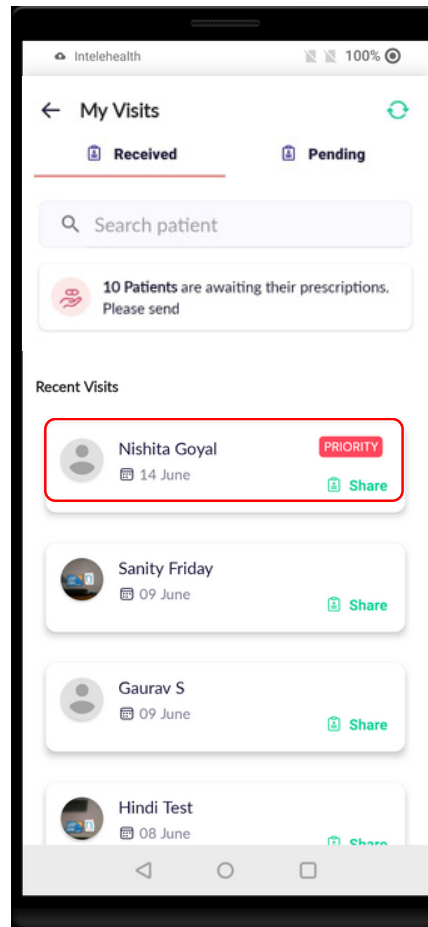 Intelehealth 100%
My Visits
Received Pending
Search patient
10 Patients are awaiting their prescriptions.
Please send
Recent Visits
Nishita Goyal PRIORITY
14 June
Share
Sanity Friday
09 June
Share
Gaurav S
09 June
Share
Hindi Test
08 June
Share